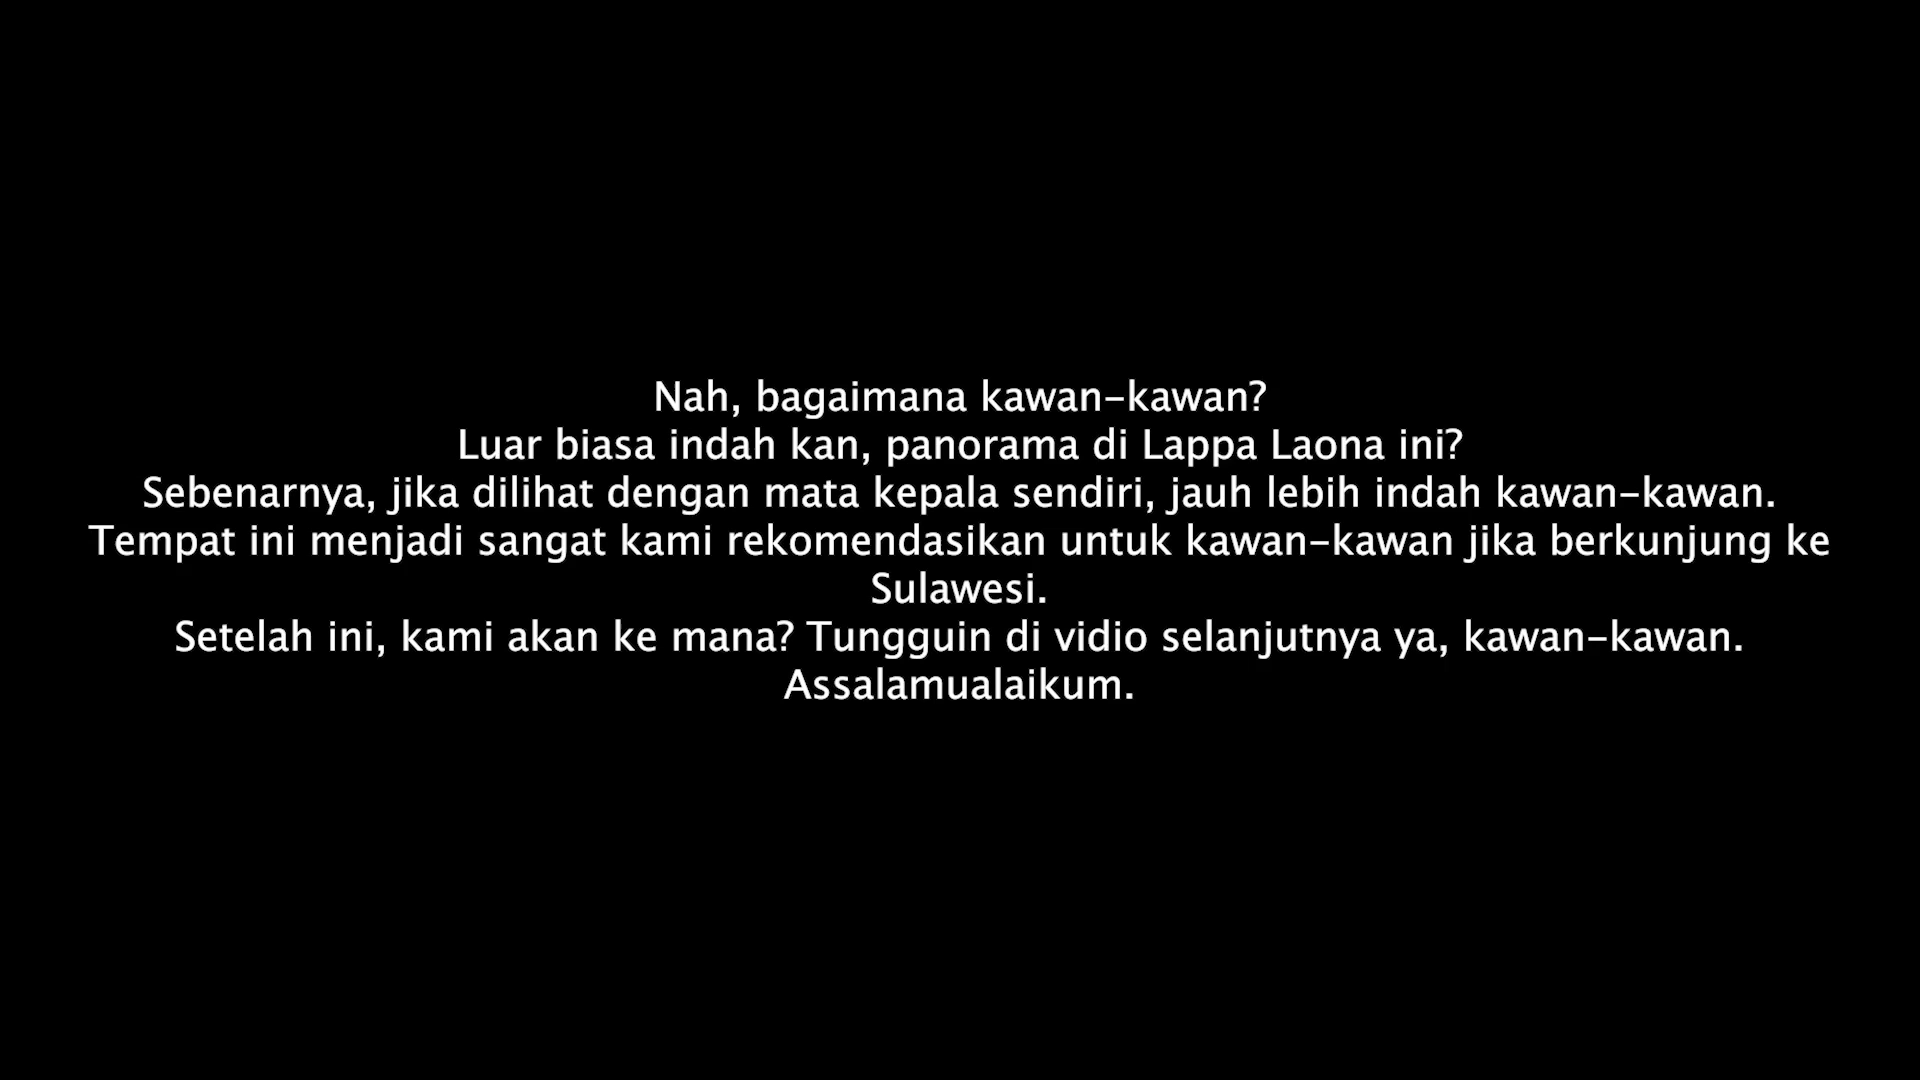 Nah, bagaimana kawan-kawan?
Luar biasa indah kan, panorama di Lappa Laona ini?
Sebenarnya, jika dilihat dengan mata kepala sendiri, jauh lebih indah kawan-kawan.
Tempat ini menjadi sangat kami rekomendasikan untuk kawan-kawan jika berkunjung ke
Sulawesi.
Setelah ini, kami akan ke mana? Tungguin di vidio selanjutnya ya, kawan-kawan.
Assalamualaikum.